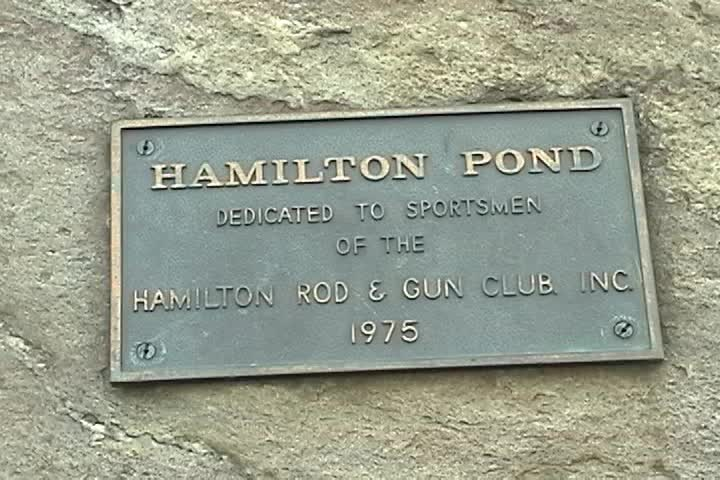 HAMILTON POND
DEDICATED TO SPORTSMEN
OF THE
HAMILTON ROD & GUN CLUB. INC.
1975